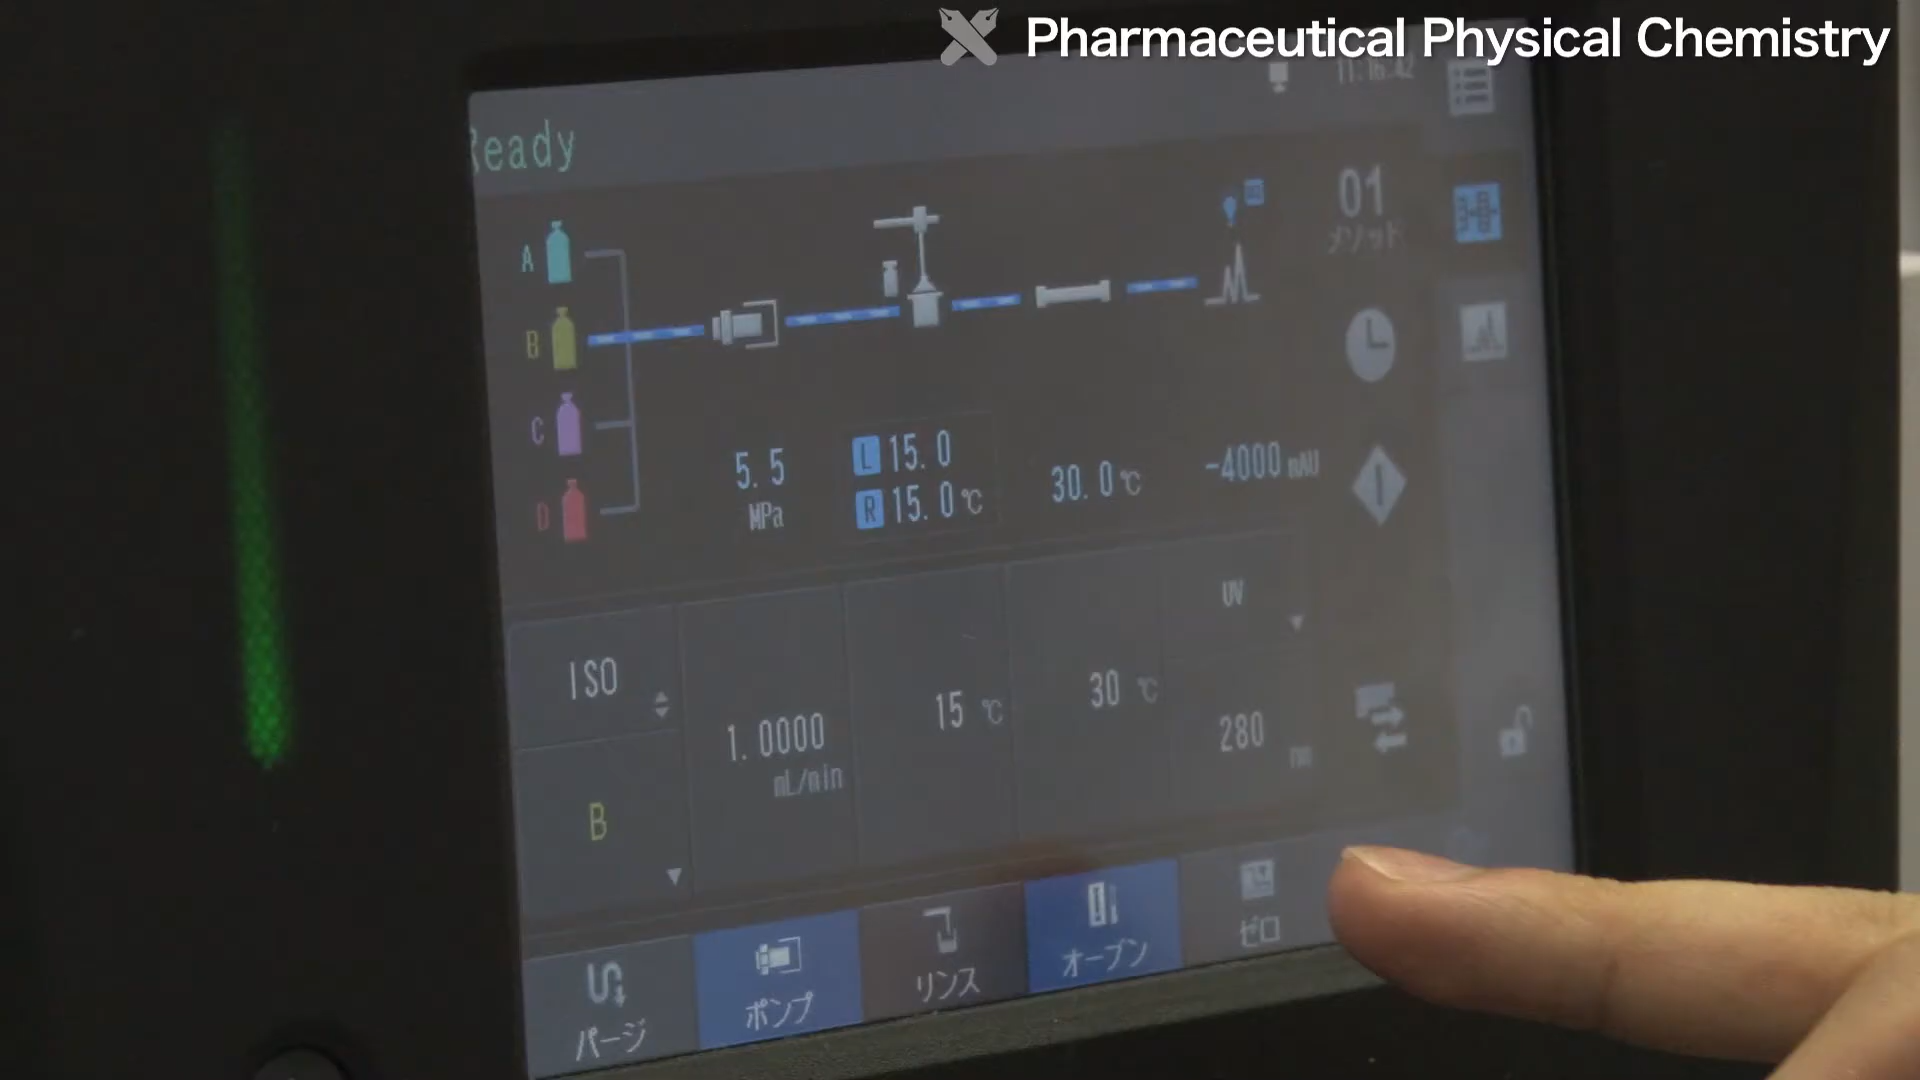 Pharmaceutical Physical Chemistry
Ready
01
メソッド
A
B
C
D
5.5
MPa
L 15.0
R 15.0℃
30.0℃
-4000 mAU
ISO
B
1.0000
mL/min
15 ℃
30 ℃
UV
280
パージ
ポンプ
リンス
オーブン
ゼロ